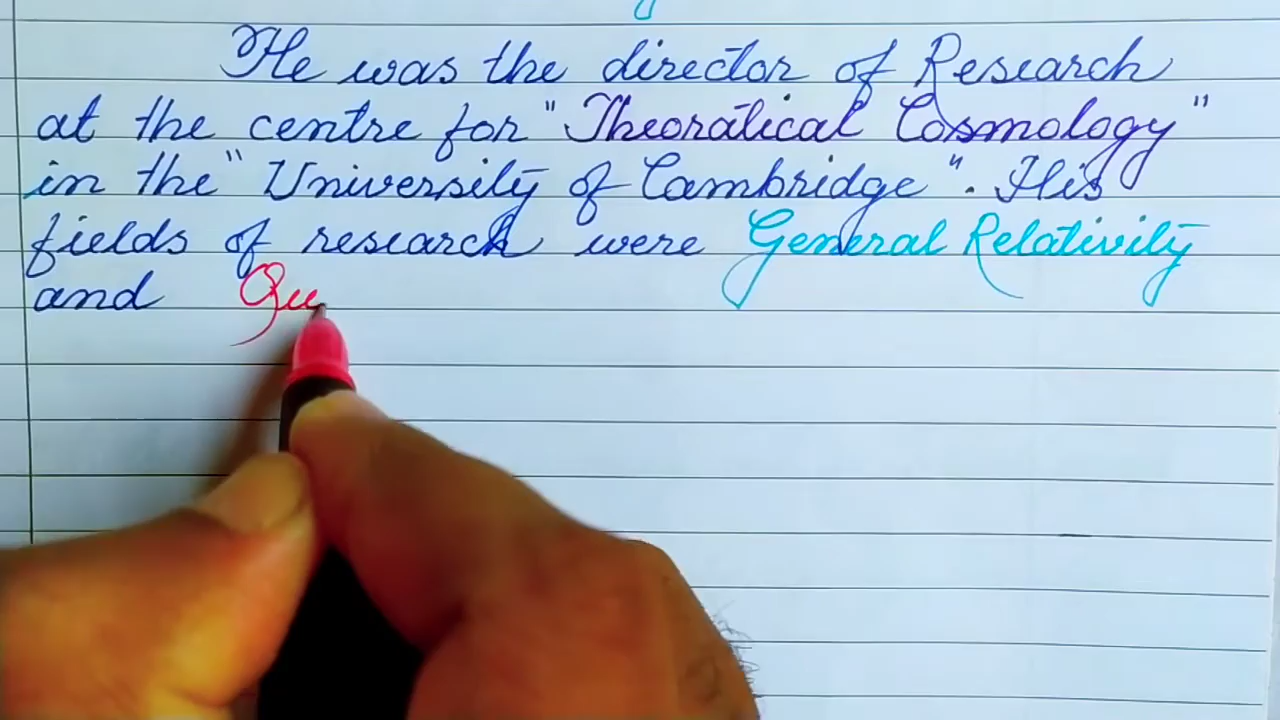 He was the director of Research
at the centre for "Theoratical Cosmology"
in the "University of Cambridge". His
fields of research were General Relativity
and Qu